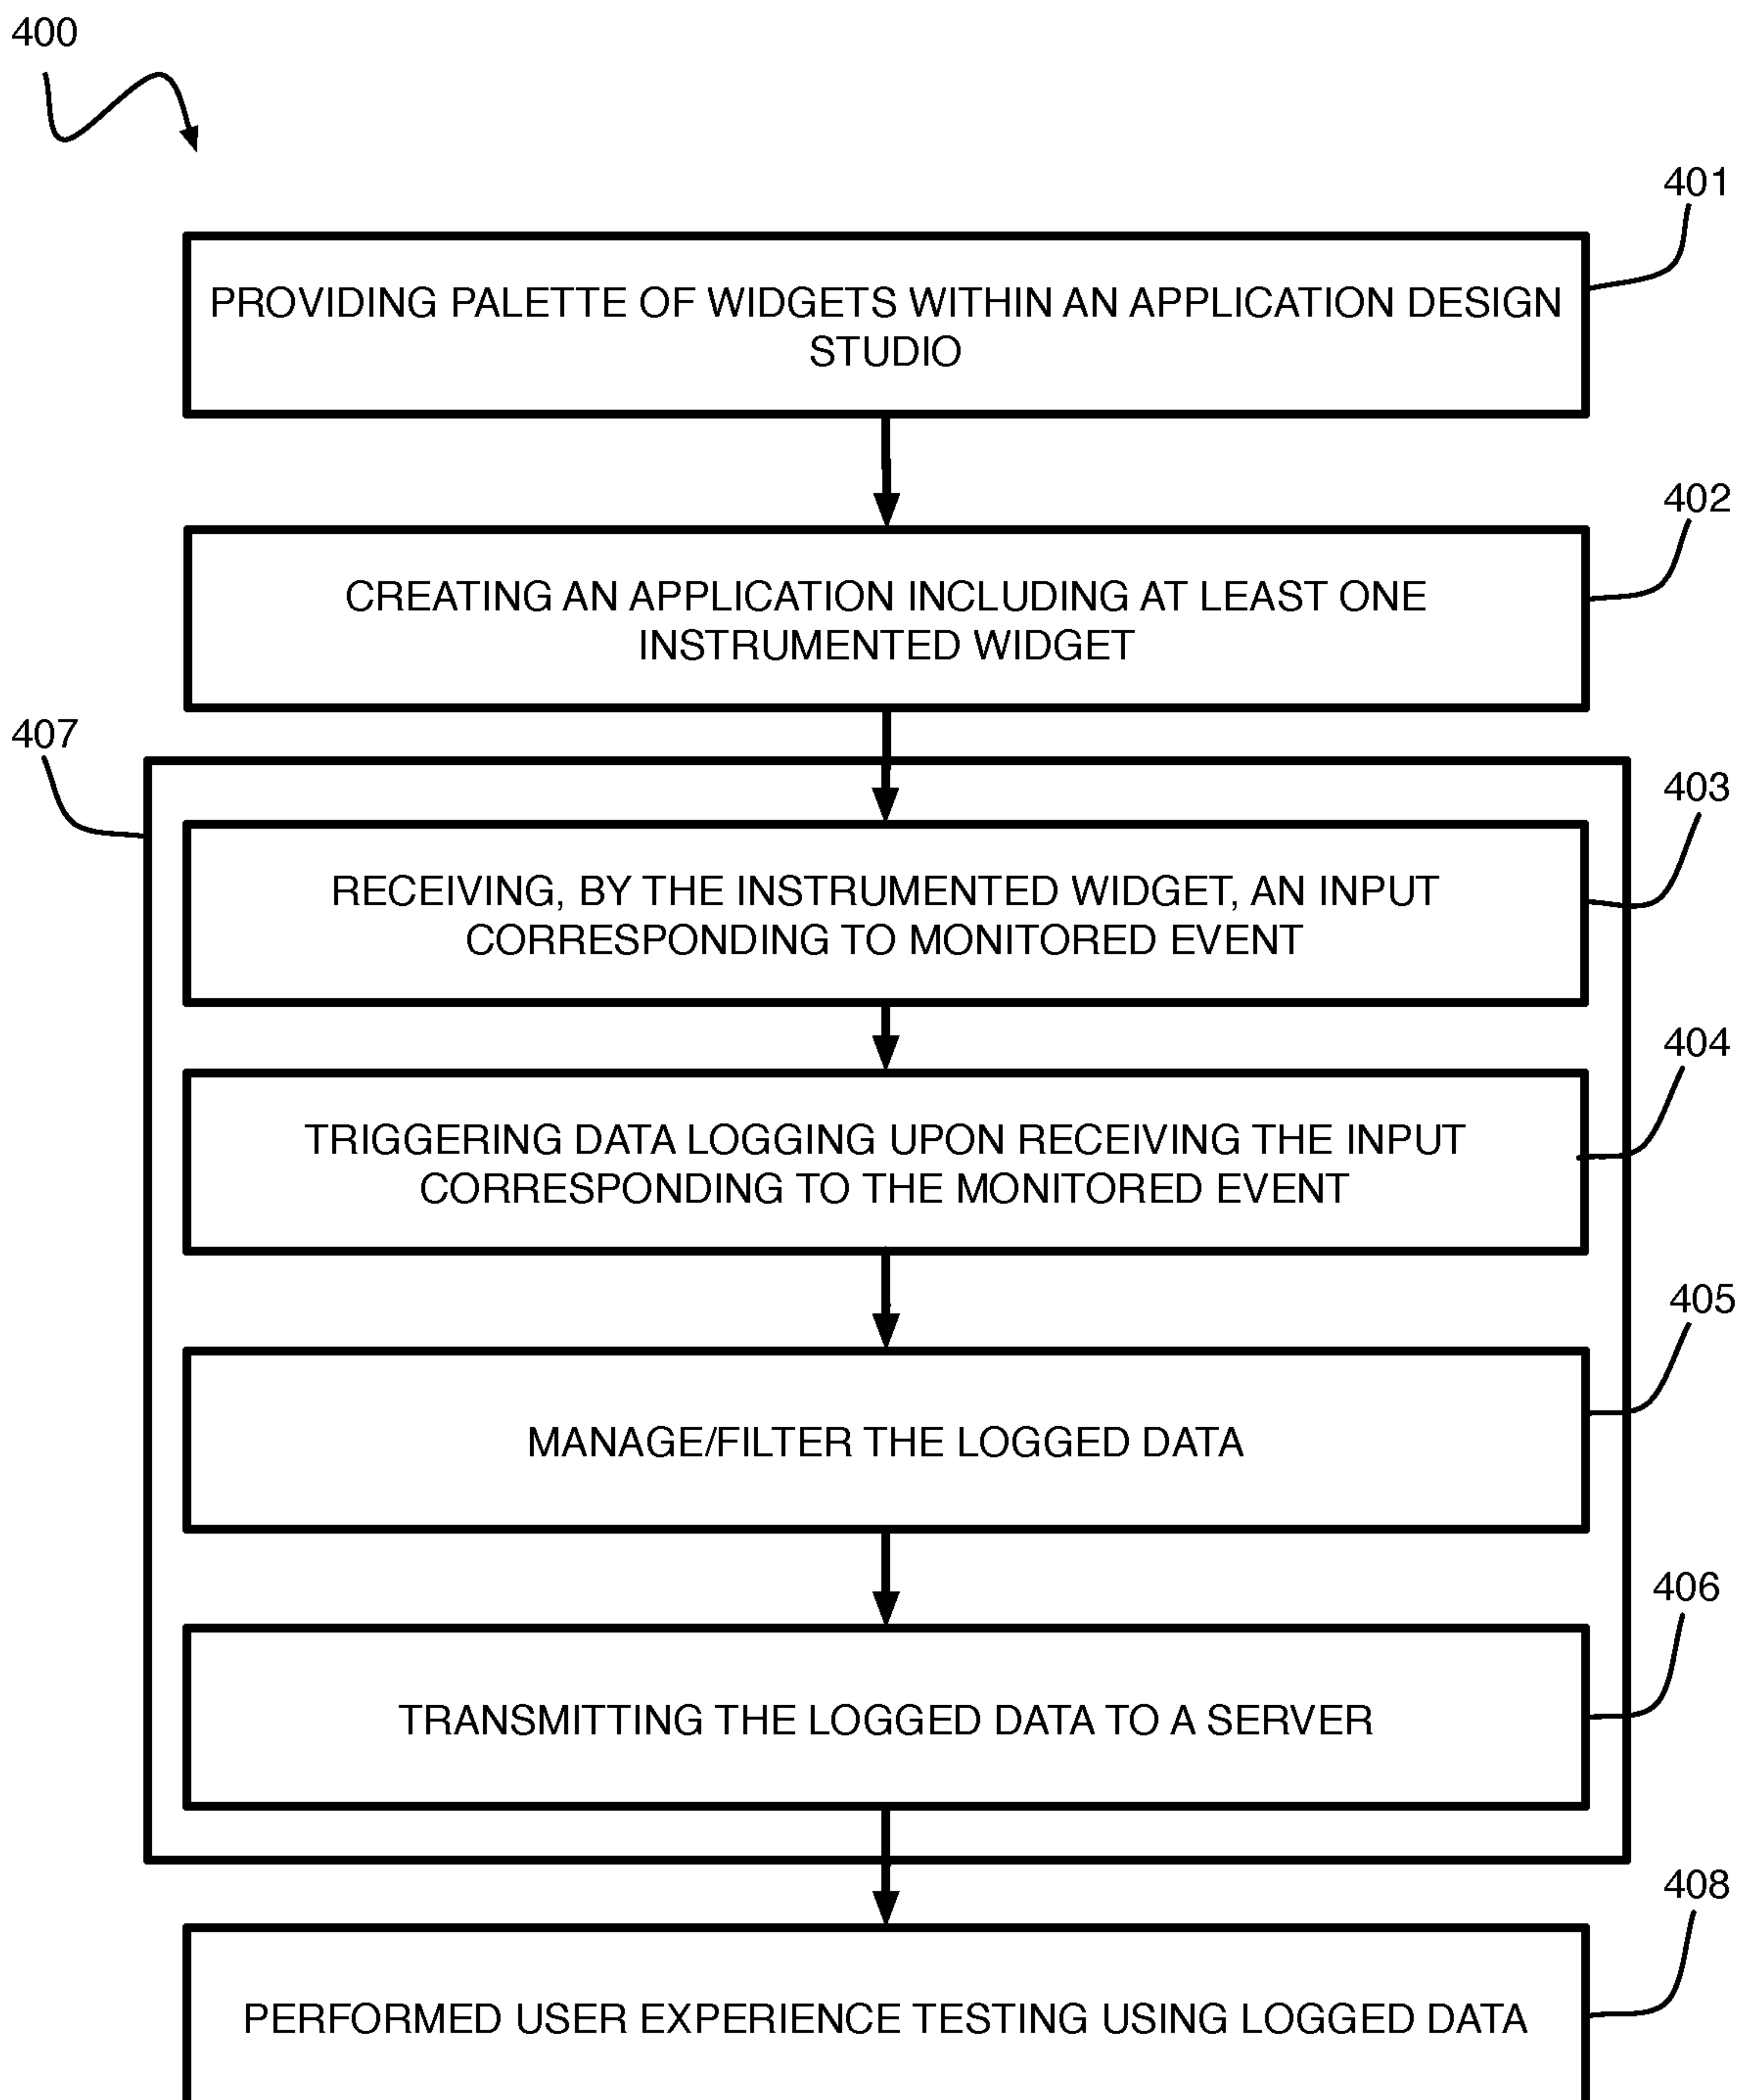 400
401
PROVIDING PALETTE OF WIDGETS WITHIN AN APPLICATION DESIGN
STUDIO
402
CREATING AN APPLICATION INCLUDING AT LEAST ONE
INSTRUMENTED WIDGET
407
403
RECEIVING, BY THE INSTRUMENTED WIDGET, AN INPUT
CORRESPONDING TO MONITORED EVENT
404
TRIGGERING DATA LOGGING UPON RECEIVING THE INPUT
CORRESPONDING TO THE MONITORED EVENT
405
MANAGE/FILTER THE LOGGED DATA
406
TRANSMITTING THE LOGGED DATA TO A SERVER
408
PERFORMED USER EXPERIENCE TESTING USING LOGGED DATA